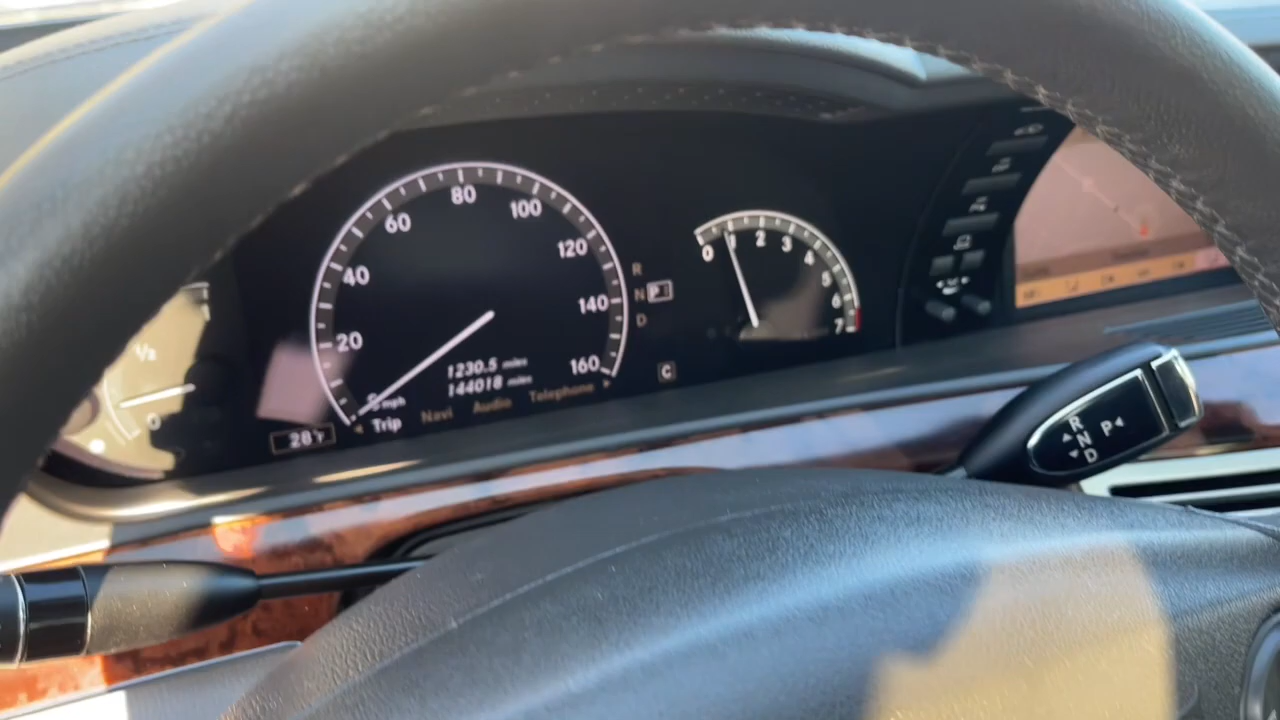 80
60
100
40
120
20
140
160
0 mph
1230.5 miles
144018 miles
Trip
Navi
Audio
Telephone
28°F
1/2
0
R
N
P
D
C
0
1
2
3
4
5
6
7
R
N
D
P